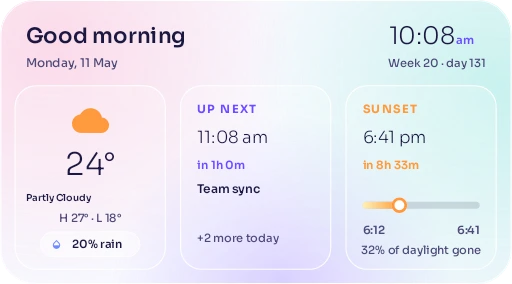 Good morning
10:08 am
Monday, 11 May
Week 20 · day 131
24°
Partly Cloudy
H 27° · L 18°
20% rain
UP NEXT
11:08 am
in 1h 0m
Team sync
+2 more today
SUNSET
6:41 pm
in 8h 33m
6:12 6:41
32% of daylight gone